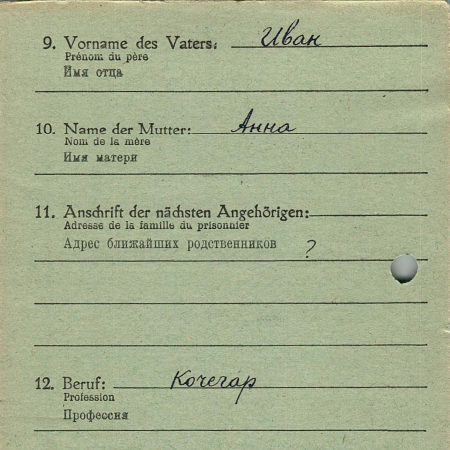 9. Vorname des Vaters: Иван
Prénom du père
Имя отца
10. Name der Mutter: Анна
Nom de la mère
Имя матери
11. Anschrift der nächsten Angehörigen:
Adresse de la famille du prisonnier
Адрес ближайших родственников ?
12. Beruf: Кочегар
Profession
Профессия